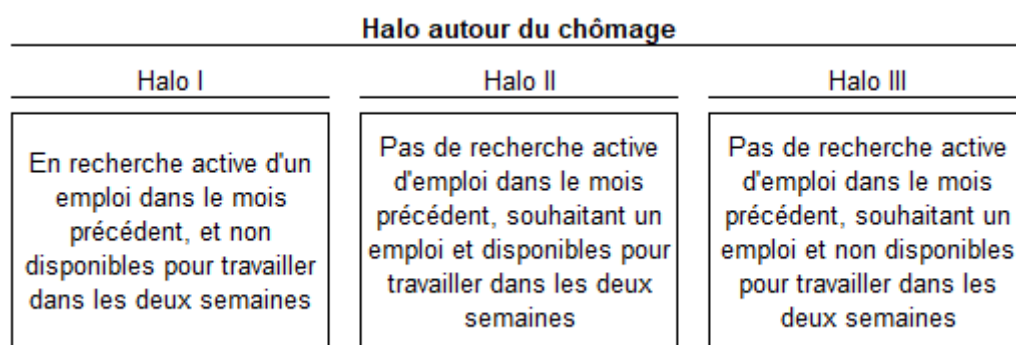 Halo autour du chômage
Halo I
Halo II
Halo III
En recherche active d'un
emploi dans le mois
précédent, et non
disponibles pour travailler
dans les deux semaines
Pas de recherche active
d'emploi dans le mois
précédent, souhaitant un
emploi et disponibles pour
travailler dans les deux
semaines
Pas de recherche active
d'emploi dans le mois
précédent, souhaitant un
emploi et non disponibles
pour travailler dans les
deux semaines